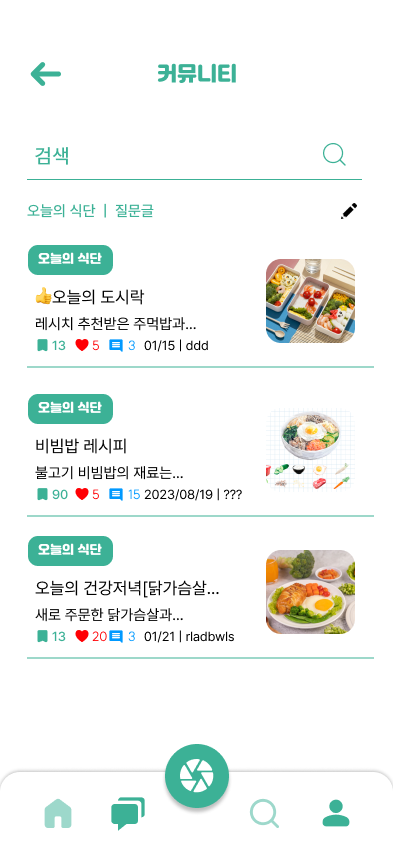 커뮤니티
검색
오늘의 식단 | 질문글
오늘의 식단
👍오늘의 도시락
레시치 추천받은 주먹밥과...
13 5 3 01/15 | ddd
오늘의 식단
비빔밥 레시피
불고기 비빔밥의 재료는...
90 5 15 2023/08/19 | ???
오늘의 식단
오늘의 건강저녁[닭가슴살...
새로 주문한 닭가슴살과...
13 20 3 01/21 | rladbwls